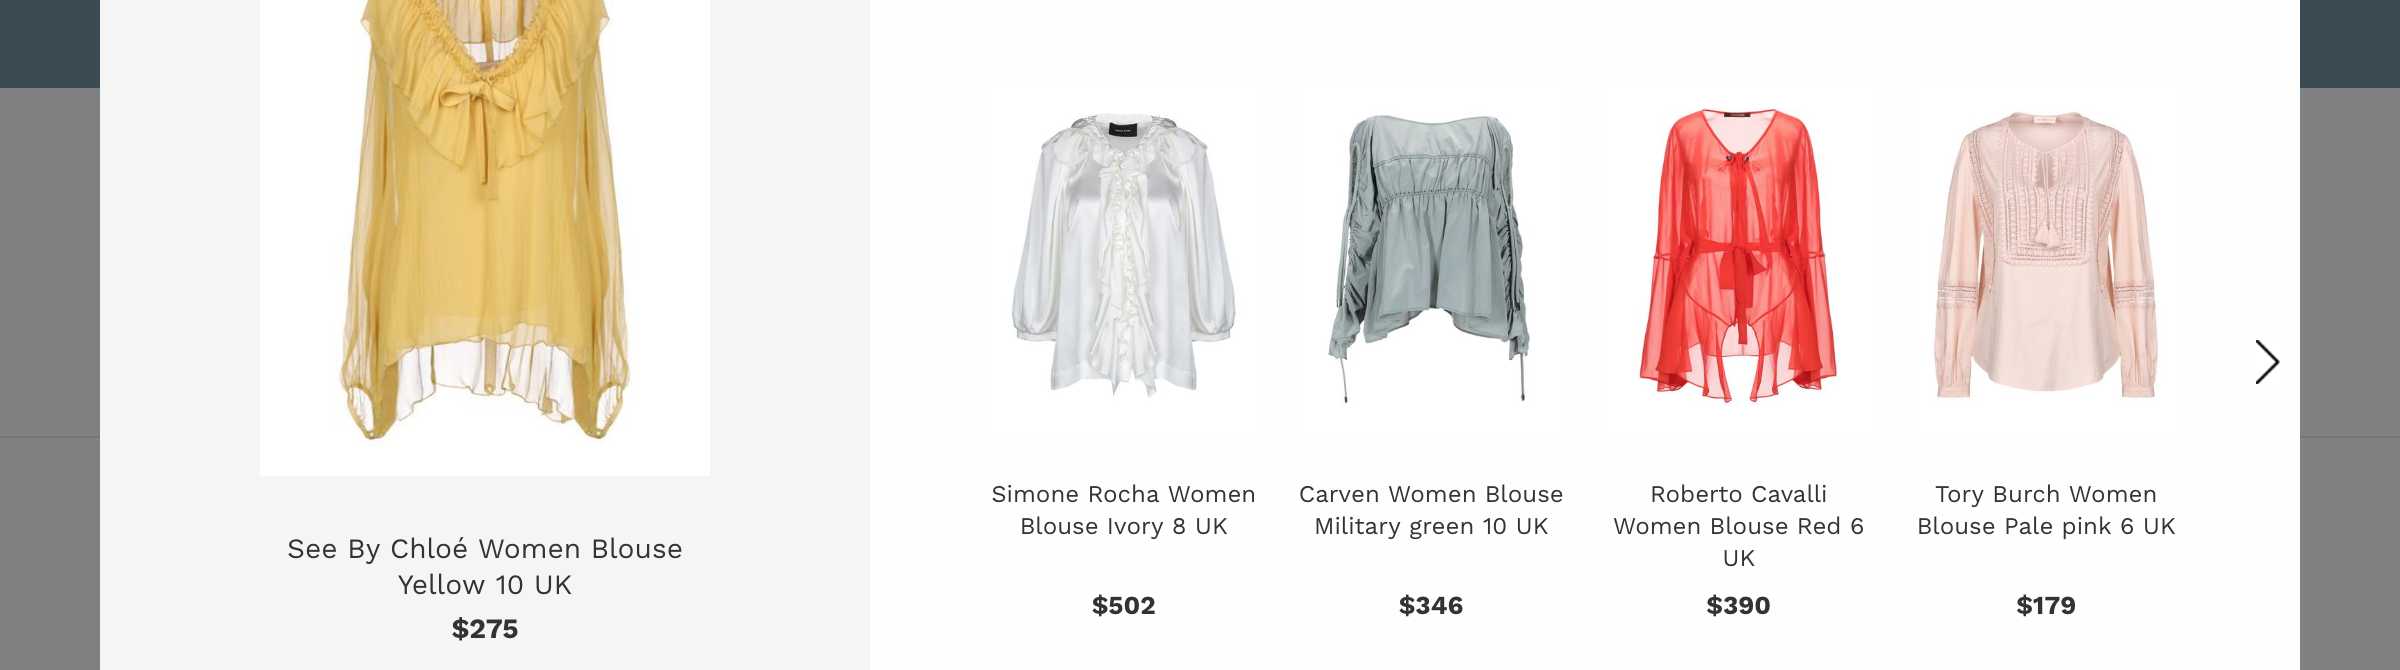 See By Chloé Women Blouse
Yellow 10 UK
$275
Simone Rocha Women
Blouse Ivory 8 UK
$502
Carven Women Blouse
Military green 10 UK
$346
Roberto Cavalli
Women Blouse Red 6
UK
$390
Tory Burch Women
Blouse Pale pink 6 UK
$179